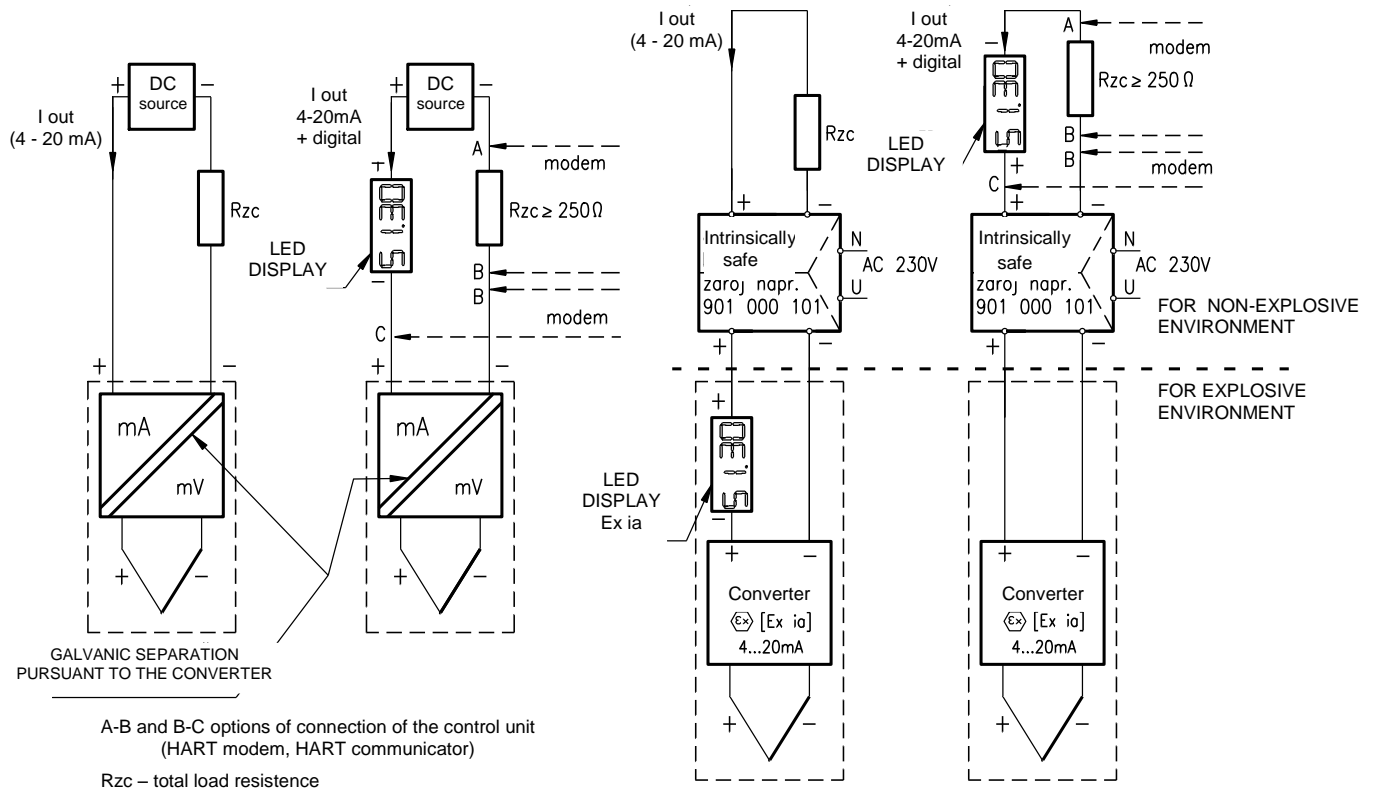 +
DC
source
−
I out
(4 - 20 mA)
Rzc
+
−
mA
mV
+
−
I out
4-20mA
+ digital
+
DC
source
−
A
modem
+
Rzc ≥ 250 Ω
LED
DISPLAY
−
B
B
modem
C
+
−
mA
mV
+
−
GALVANIC SEPARATION
PURSUANT TO THE CONVERTER
A-B and B-C options of connection of the control unit
(HART modem, HART communicator)
Rzc – total load resistence
I out
(4 - 20 mA)
Rzc
+
−
Intrinsically
safe
zaroj napr.
901 000 101
N
AC 230V
U
+
−
+
LED
DISPLAY
Ex ia
−
+
−
Converter
Ex [Ex ia]
4...20mA
+
−
I out
4-20mA
+ digital
A
modem
−
Rzc ≥ 250 Ω
LED
DISPLAY
B
B
modem
+
C
+
−
Intrinsically
safe
zaroj napr.
901 000 101
N
AC 230V
U
+
−
FOR NON-EXPLOSIVE
ENVIRONMENT
FOR EXPLOSIVE
ENVIRONMENT
+
−
Converter
Ex [Ex ia]
4...20mA
+
−